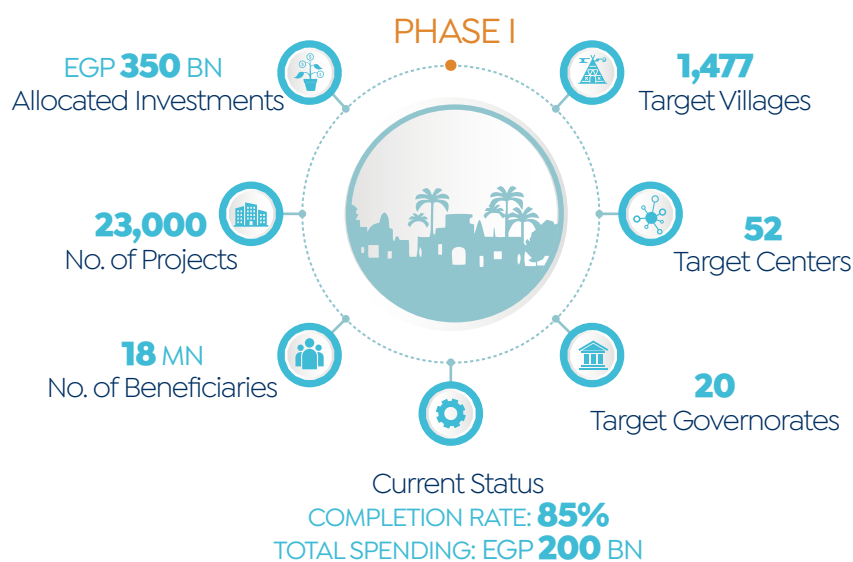 PHASE I
EGP 350 BN
Allocated Investments
1,477
Target Villages
23,000
No. of Projects
52
Target Centers
18 MN
No. of Beneficiaries
20
Target Governorates
Current Status
COMPLETION RATE: 85%
TOTAL SPENDING: EGP 200 BN